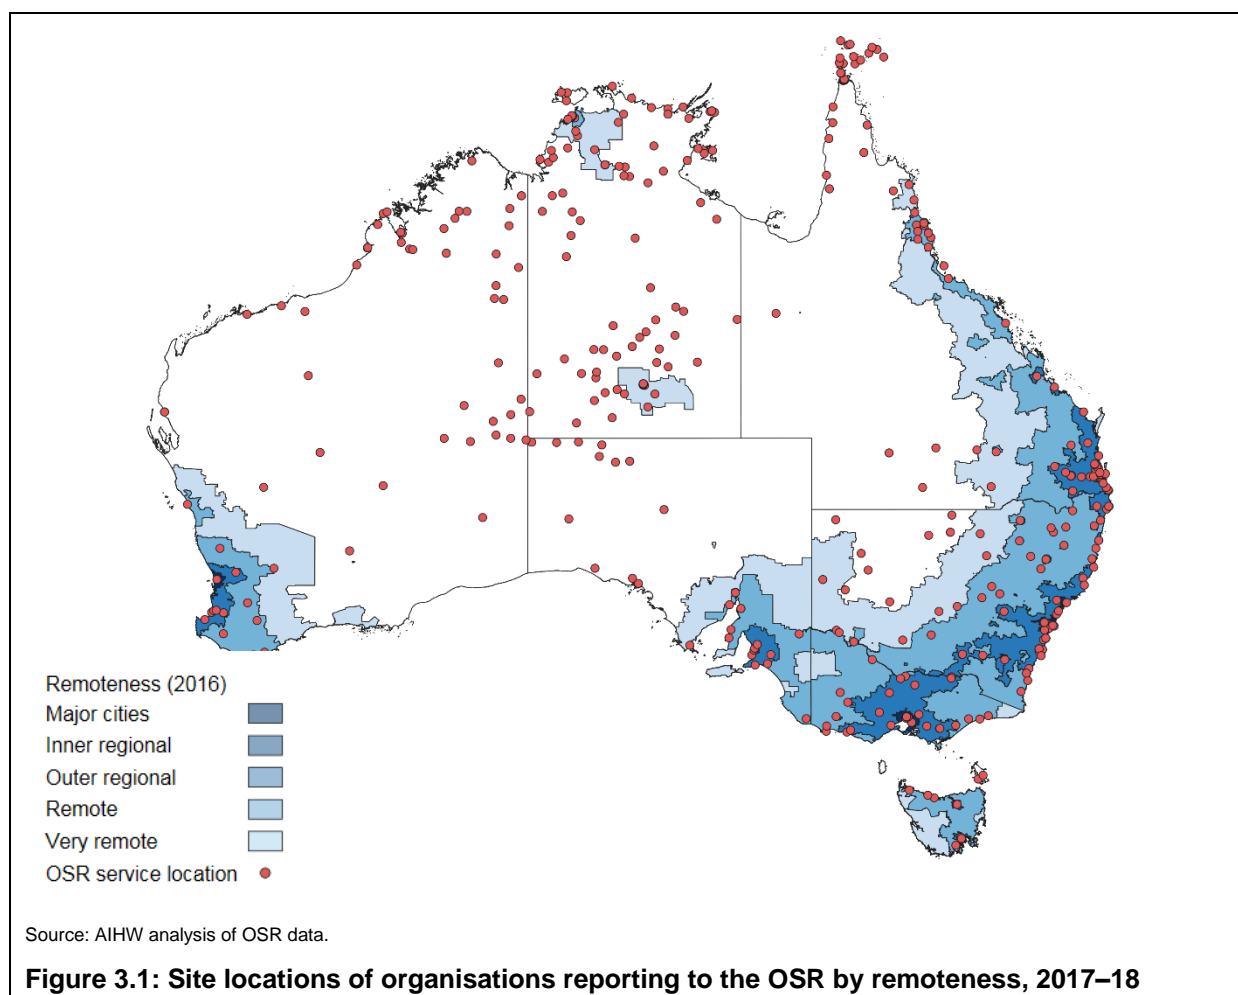 Remoteness (2016)
Major cities
Inner regional
Outer regional
Remote
Very remote
OSR service location
Source: AIHW analysis of OSR data.
Figure 3.1: Site locations of organisations reporting to the OSR by remoteness, 2017–18